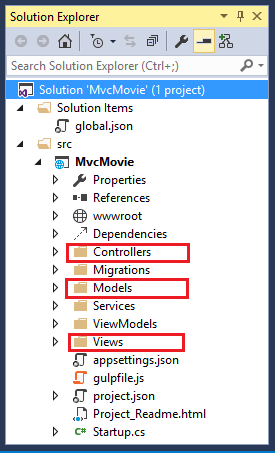 Solution Explorer
Search Solution Explorer (Ctrl+;)
Solution 'MvcMovie' (1 project)
Solution Items
global.json
src
MvcMovie
Properties
References
wwwroot
Dependencies
Controllers
Migrations
Models
Services
ViewModels
Views
appsettings.json
gulpfile.js
project.json
Project_Readme.html
Startup.cs